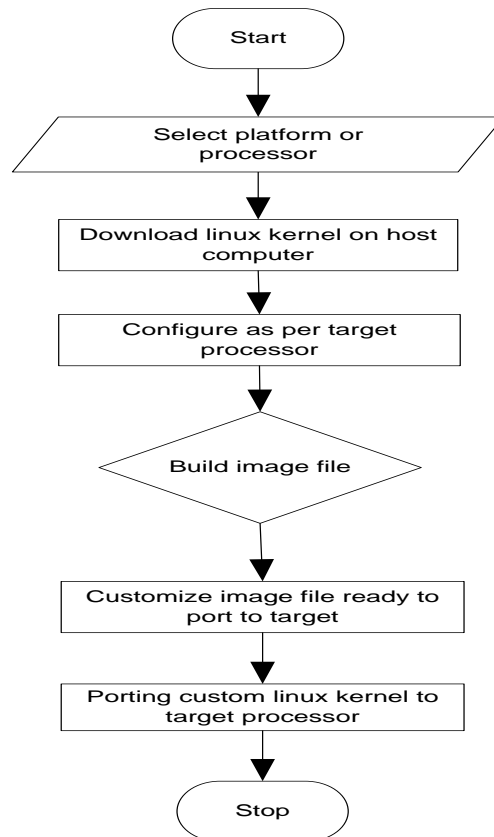 Start
Select platform or
processor
Download linux kernel on host
computer
Configure as per target
processor
Build image file
Customize image file ready to
port to target
Porting custom linux kernel to
target processor
Stop